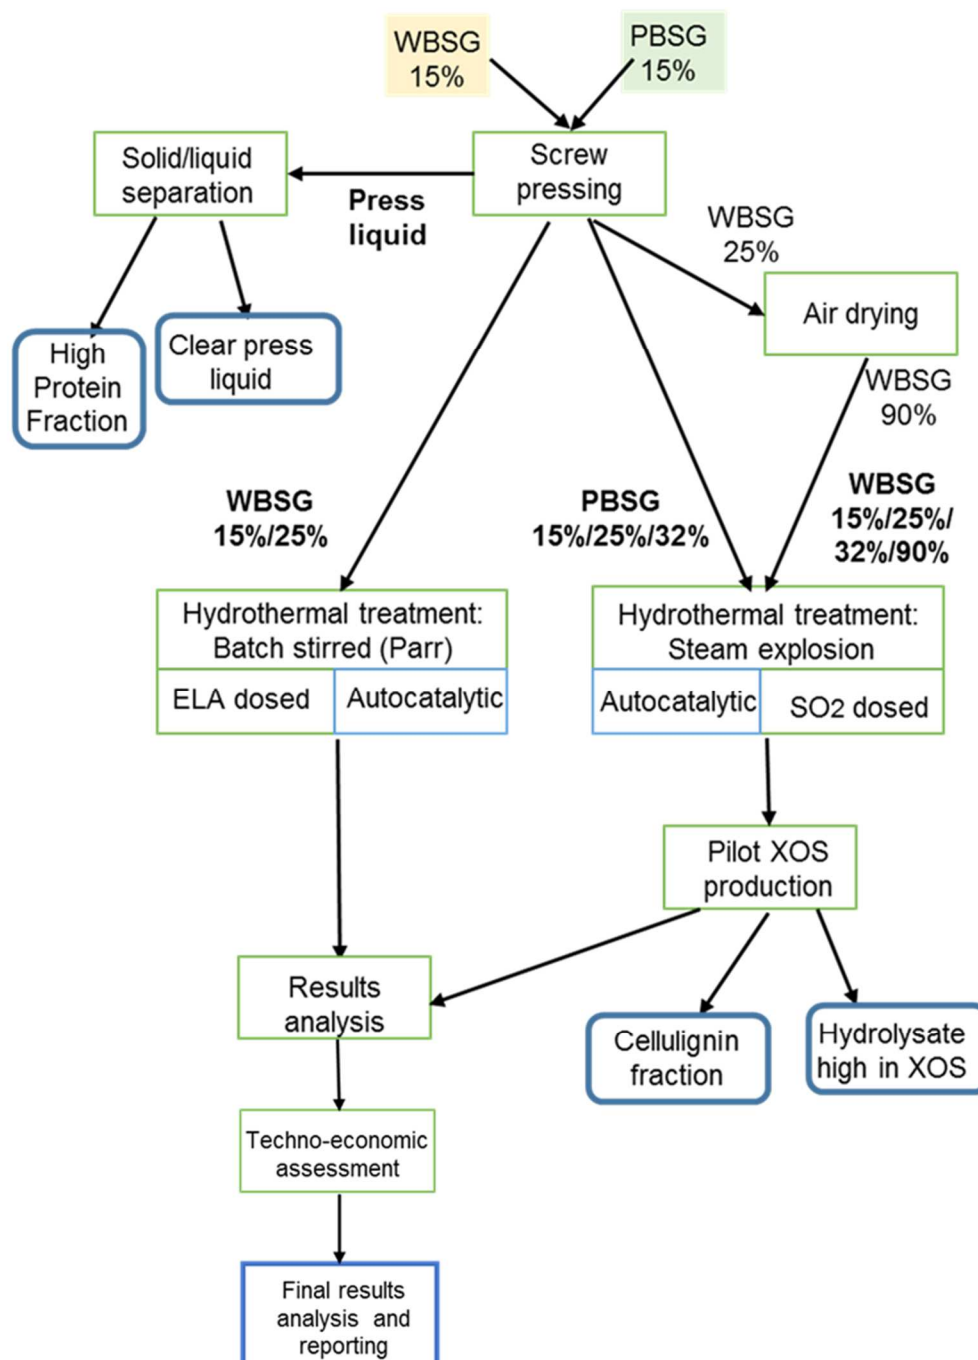 WBSG
15%
PBSG
15%
Solid/liquid
separation
Screw
pressing
Press
liquid
WBSG
25%
Air drying
High
Protein
Fraction
Clear press
liquid
WBSG
90%
WBSG
15%/25%
PBSG
15%/25%/32%
WBSG
15%/25%/
32%/90%
Hydrothermal treatment:
Batch stirred (Parr)
ELA dosed
Autocatalytic
Hydrothermal treatment:
Steam explosion
Autocatalytic
SO2 dosed
Pilot XOS
production
Results
analysis
Cellulignin
fraction
Hydrolysate
high in XOS
Techno-economic
assessment
Final results
analysis and
reporting